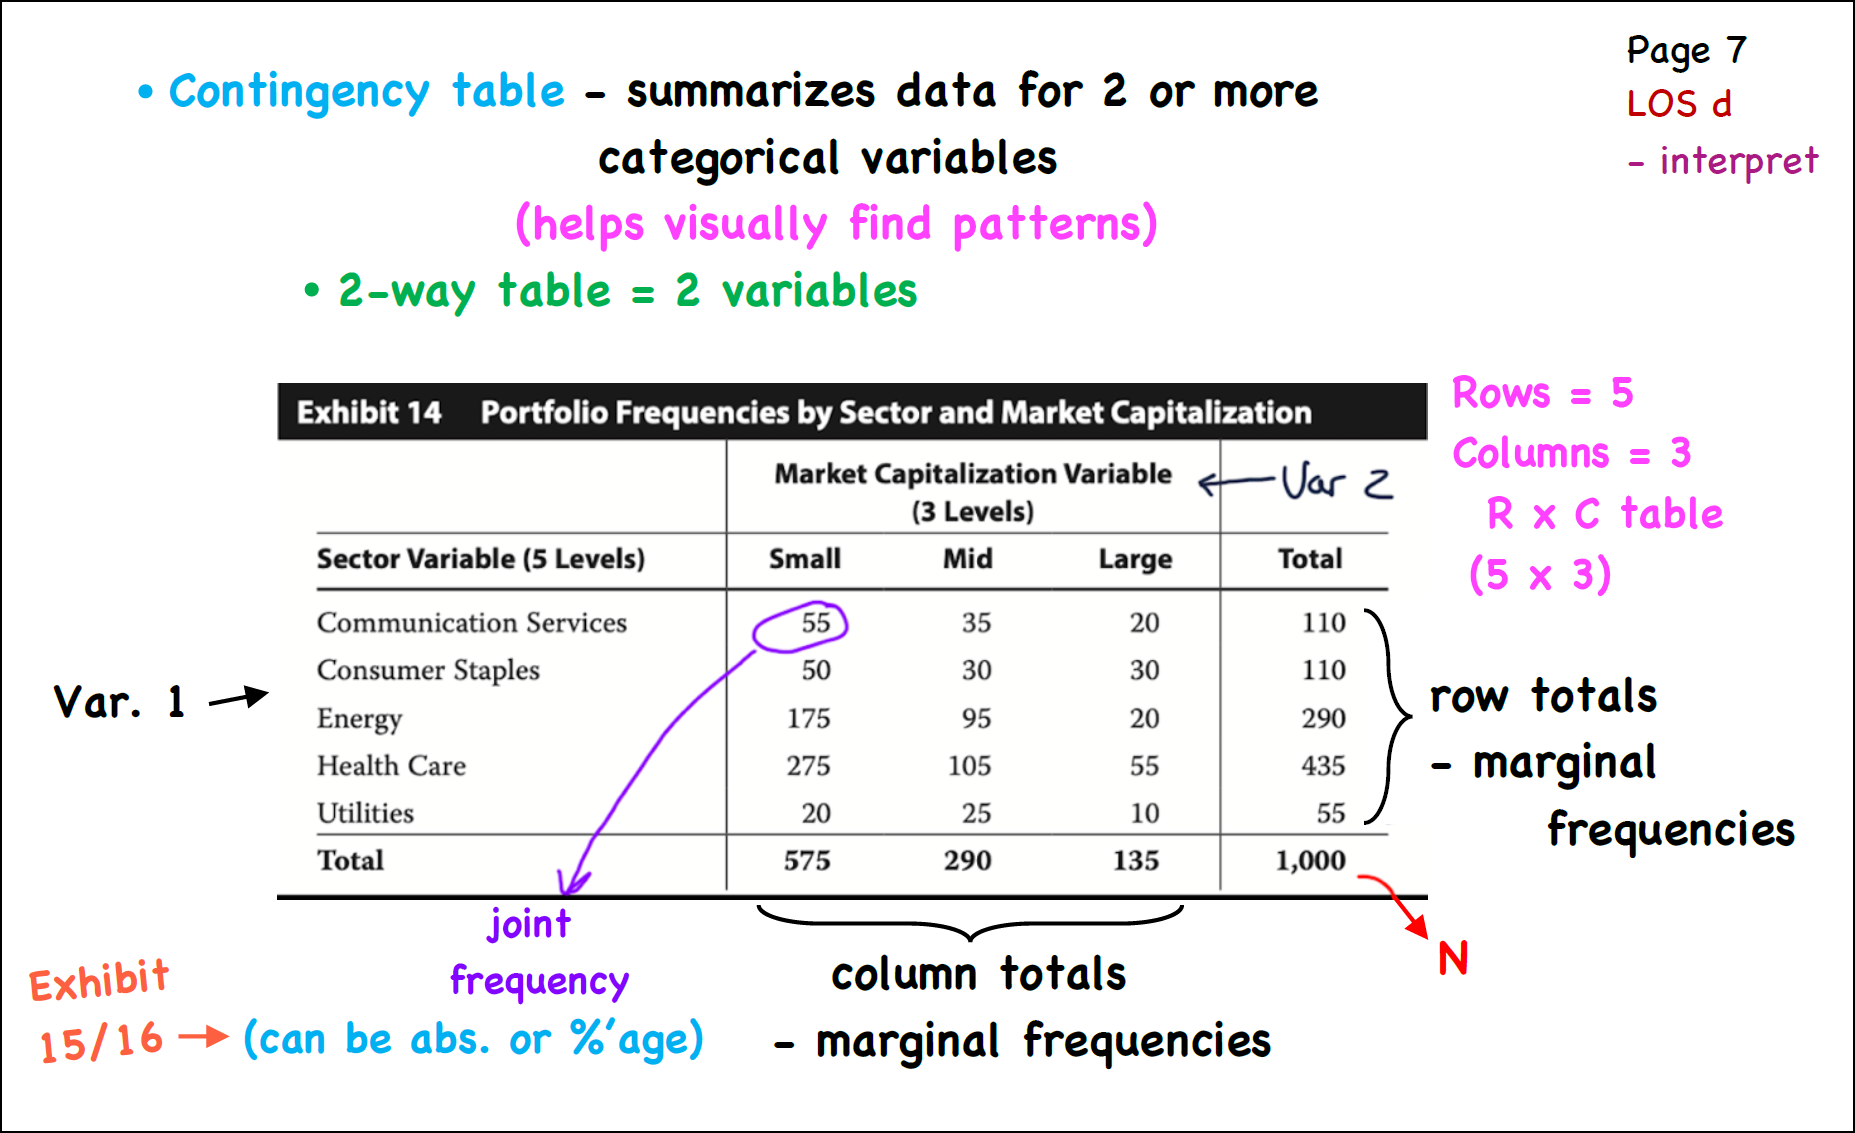 Page 7
LOS d
- interpret
• Contingency table - summarizes data for 2 or more
categorical variables
(helps visually find patterns)
• 2-way table = 2 variables
Exhibit 14 Portfolio Frequencies by Sector and Market Capitalization
Rows = 5
Columns = 3
R x C table
(5 x 3)
Market Capitalization Variable
(3 Levels)
Var 2
Sector Variable (5 Levels) Small Mid Large Total
Communication Services 55 35 20 110
Consumer Staples 50 30 30 110
Energy 175 95 20 290
Health Care 275 105 55 435
Utilities 20 25 10 55
Total 575 290 135 1,000
Var. 1
row totals
- marginal
frequencies
N
joint
frequency
column totals
- marginal frequencies
Exhibit
15/16
(can be abs. or %'age)